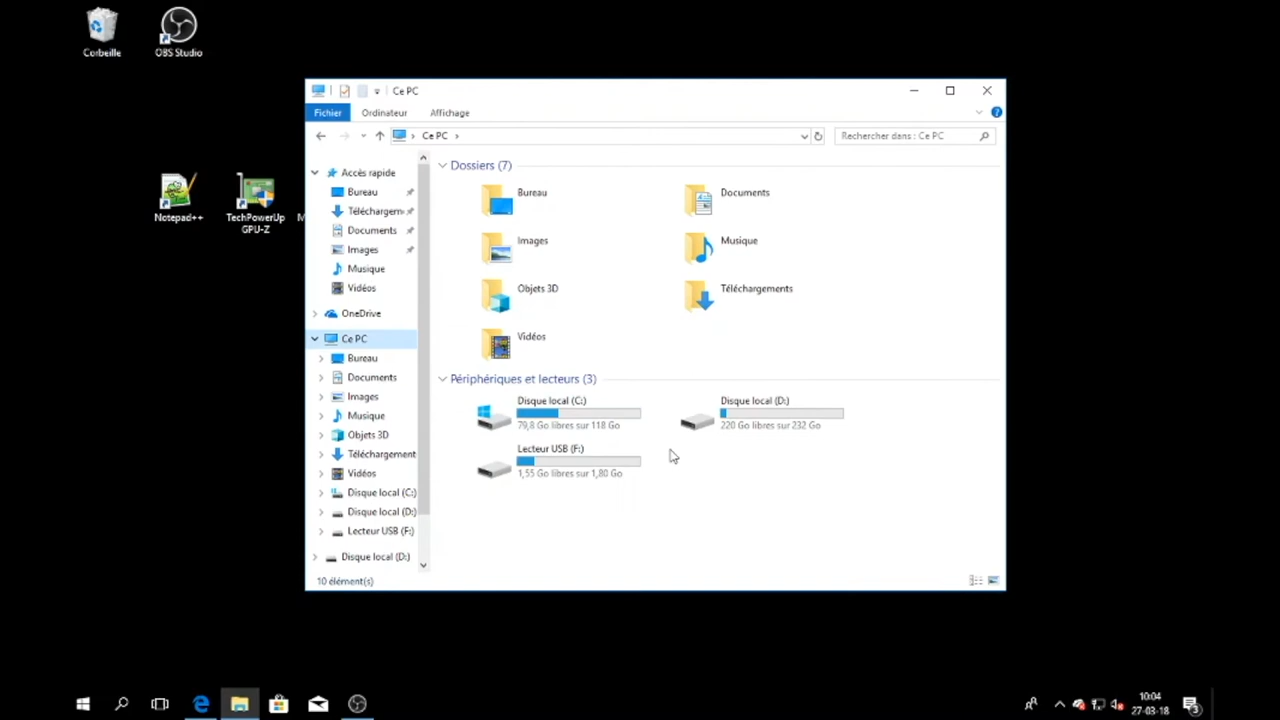 Corbeille
OBS Studio
Notepad++
TechPowerUp
GPU-Z
Ce PC
Fichier
Ordinateur
Affichage
Ce PC
Rechercher dans : Ce PC
Accès rapide
Bureau
Téléchargem
Documents
Images
Musique
Vidéos
OneDrive
Ce PC
Bureau
Documents
Images
Musique
Objets 3D
Téléchargement
Vidéos
Disque local (C:)
Disque local (D:)
Lecteur USB (F:)
Disque local (D:)
Dossiers (7)
Bureau
Documents
Images
Musique
Objets 3D
Téléchargements
Vidéos
Périphériques et lecteurs (3)
Disque local (C:)
79,8 Go libres sur 118 Go
Disque local (D:)
220 Go libres sur 232 Go
Lecteur USB (F:)
1,55 Go libres sur 1,80 Go
10 élément(s)
10:04
27-03-18
3